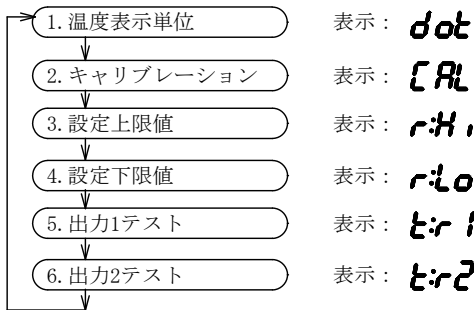 1.温度表示単位 表示： dot
2.キャリブレーション 表示： CAL
3.設定上限値 表示： r:Hi
4.設定下限値 表示： r:Lo
5.出力1テスト 表示： t:r1
6.出力2テスト 表示： t:r2